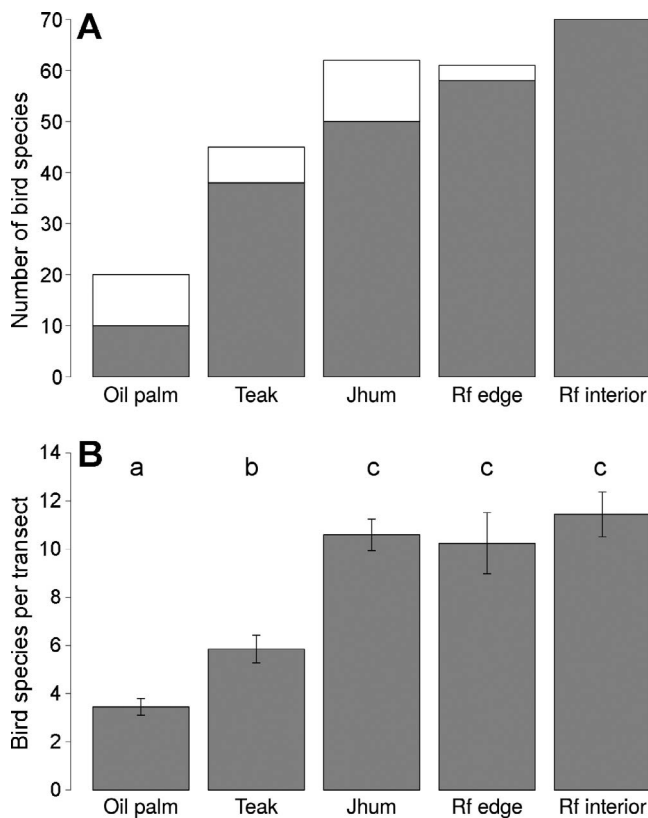 A
Number of bird species
70
60
50
40
30
20
10
0
Oil palm Teak Jhum Rf edge Rf interior
B
Bird species per transect
14
12
10
8
6
4
2
0
a b c c c
Oil palm Teak Jhum Rf edge Rf interior